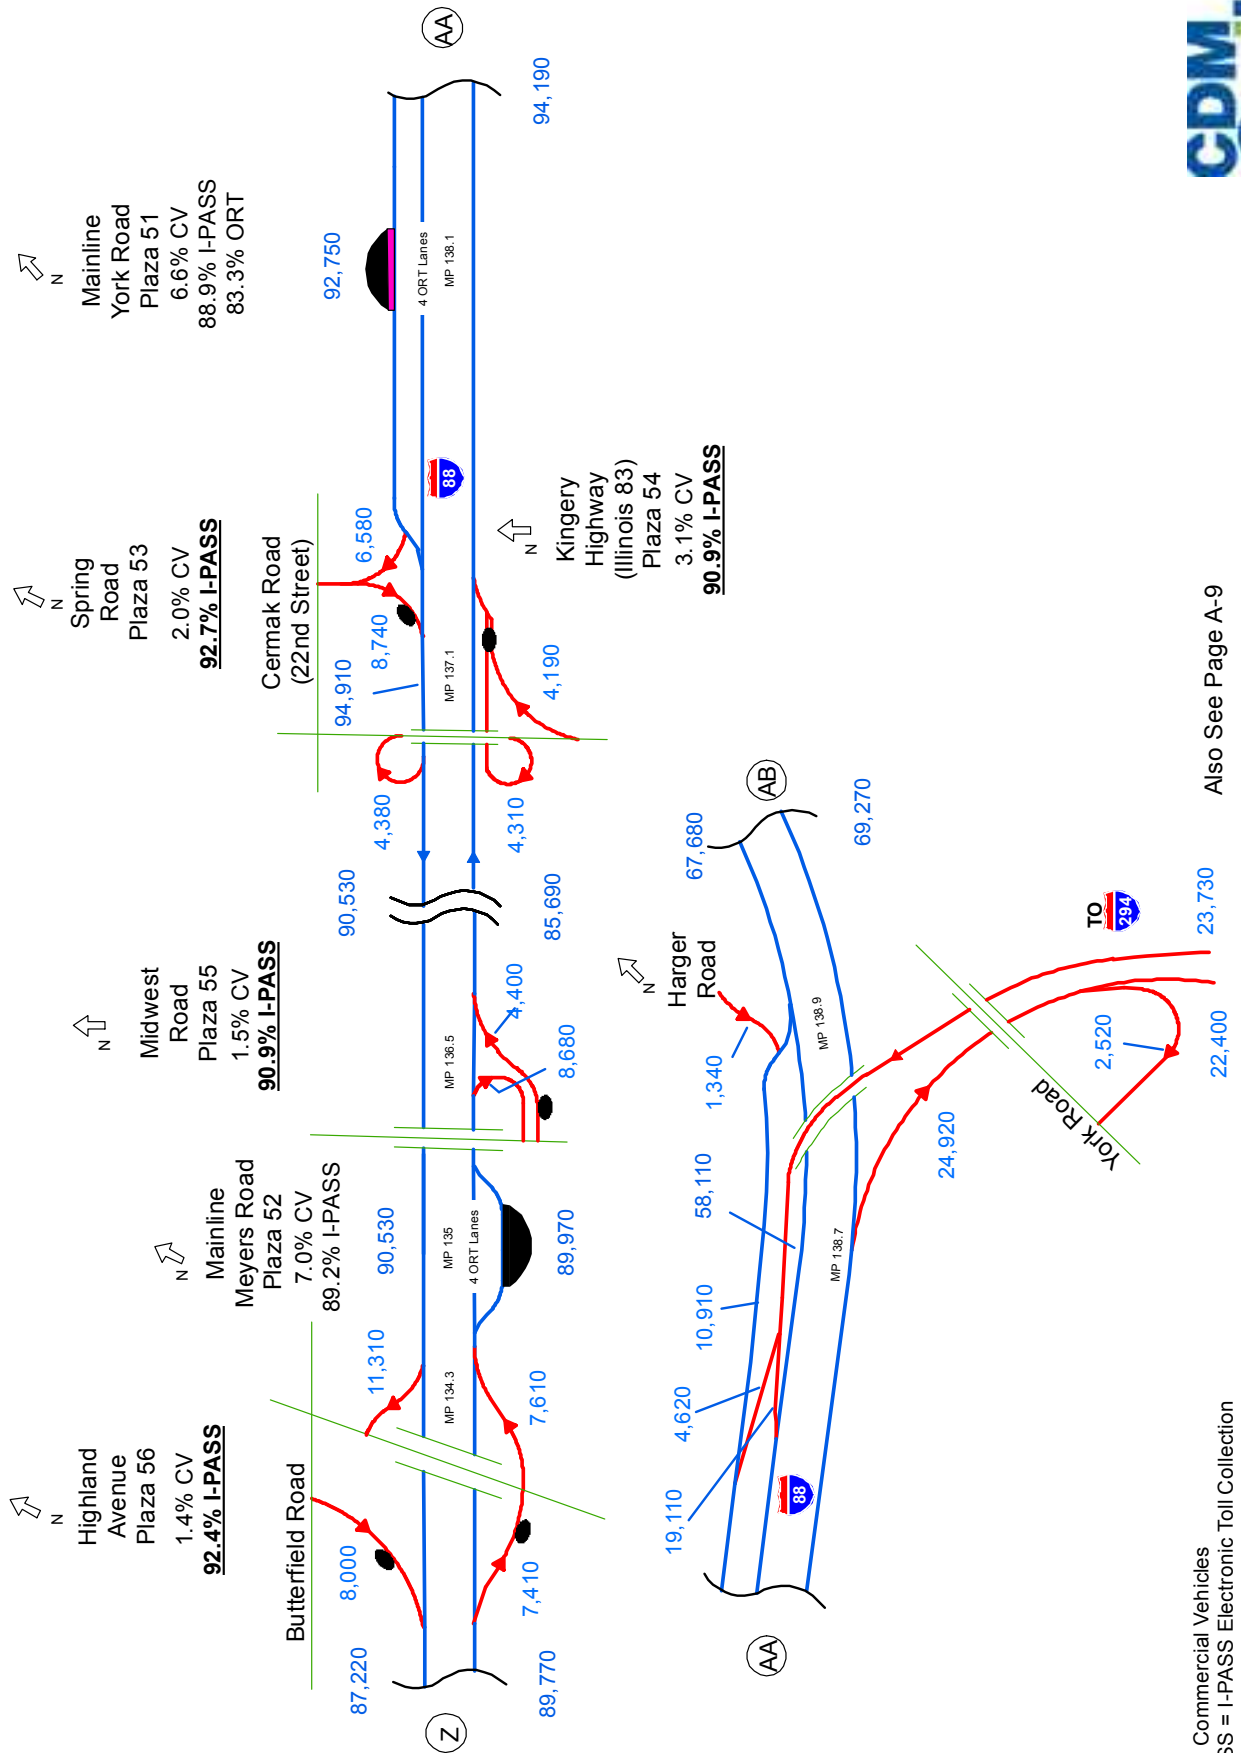 N
Highland
Avenue
Plaza 56
1.4% CV
92.4% I-PASS
N
Mainline
Meyers Road
Plaza 52
7.0% CV
89.2% I-PASS
N
Midwest
Road
Plaza 55
1.5% CV
90.9% I-PASS
N
Spring
Road
Plaza 53
2.0% CV
92.7% I-PASS
N
Mainline
York Road
Plaza 51
6.6% CV
88.9% I-PASS
83.3% ORT
Butterfield Road
Cermak Road
(22nd Street)
87,220
8,000
11,310
90,530
90,530
4,380
94,910
8,740
6,580
92,750
Z
MP 134.3
MP 135
4 ORT Lanes
MP 136.5
MP 137.1
88
4 ORT Lanes
MP 138.1
AA
89,770
7,410
7,610
89,970
8,680
4,400
85,690
4,310
4,190
94,190
N
Kingery
Highway
(Illinois 83)
Plaza 54
3.1% CV
90.9% I-PASS
N
Harger
Road
AA
19,110
4,620
10,910
58,110
1,340
67,680
AB
88
MP 138.7
MP 138.9
69,270
24,920
York Road
TO
294
2,520
22,400
23,730
Also See Page A-9
Commercial Vehicles
SS = I-PASS Electronic Toll Collection
CDM